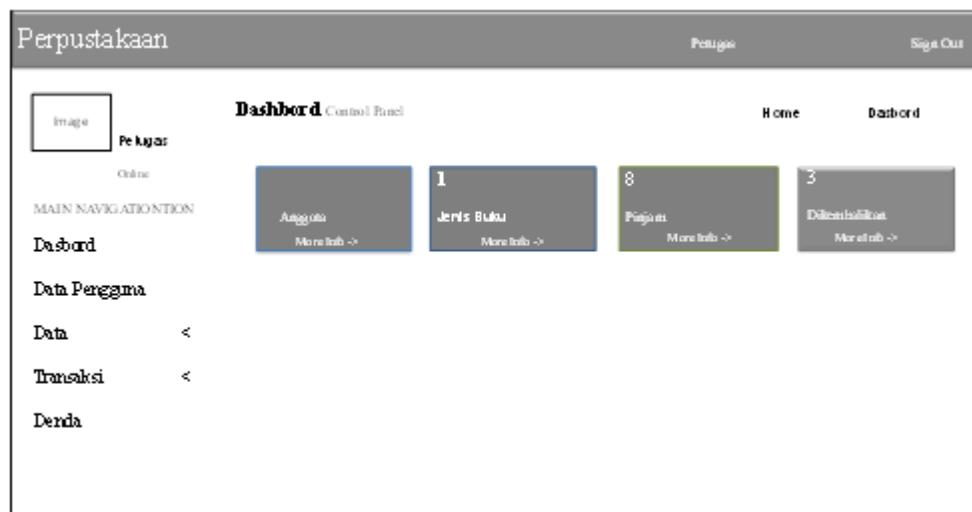 Perpustakaan Petugas Sign Out
Image
Petugas
Online
Dashbord Control Panel Home Dasbord
MAIN NAVIGATIONTION
Dasbord
Data Pengguna
Data <
Transaksi <
Denda
Anggota
More Info ->
1
Jenis Buku
More Info ->
8
Pinjam
More Info ->
3
Dikembalikan
More Info ->